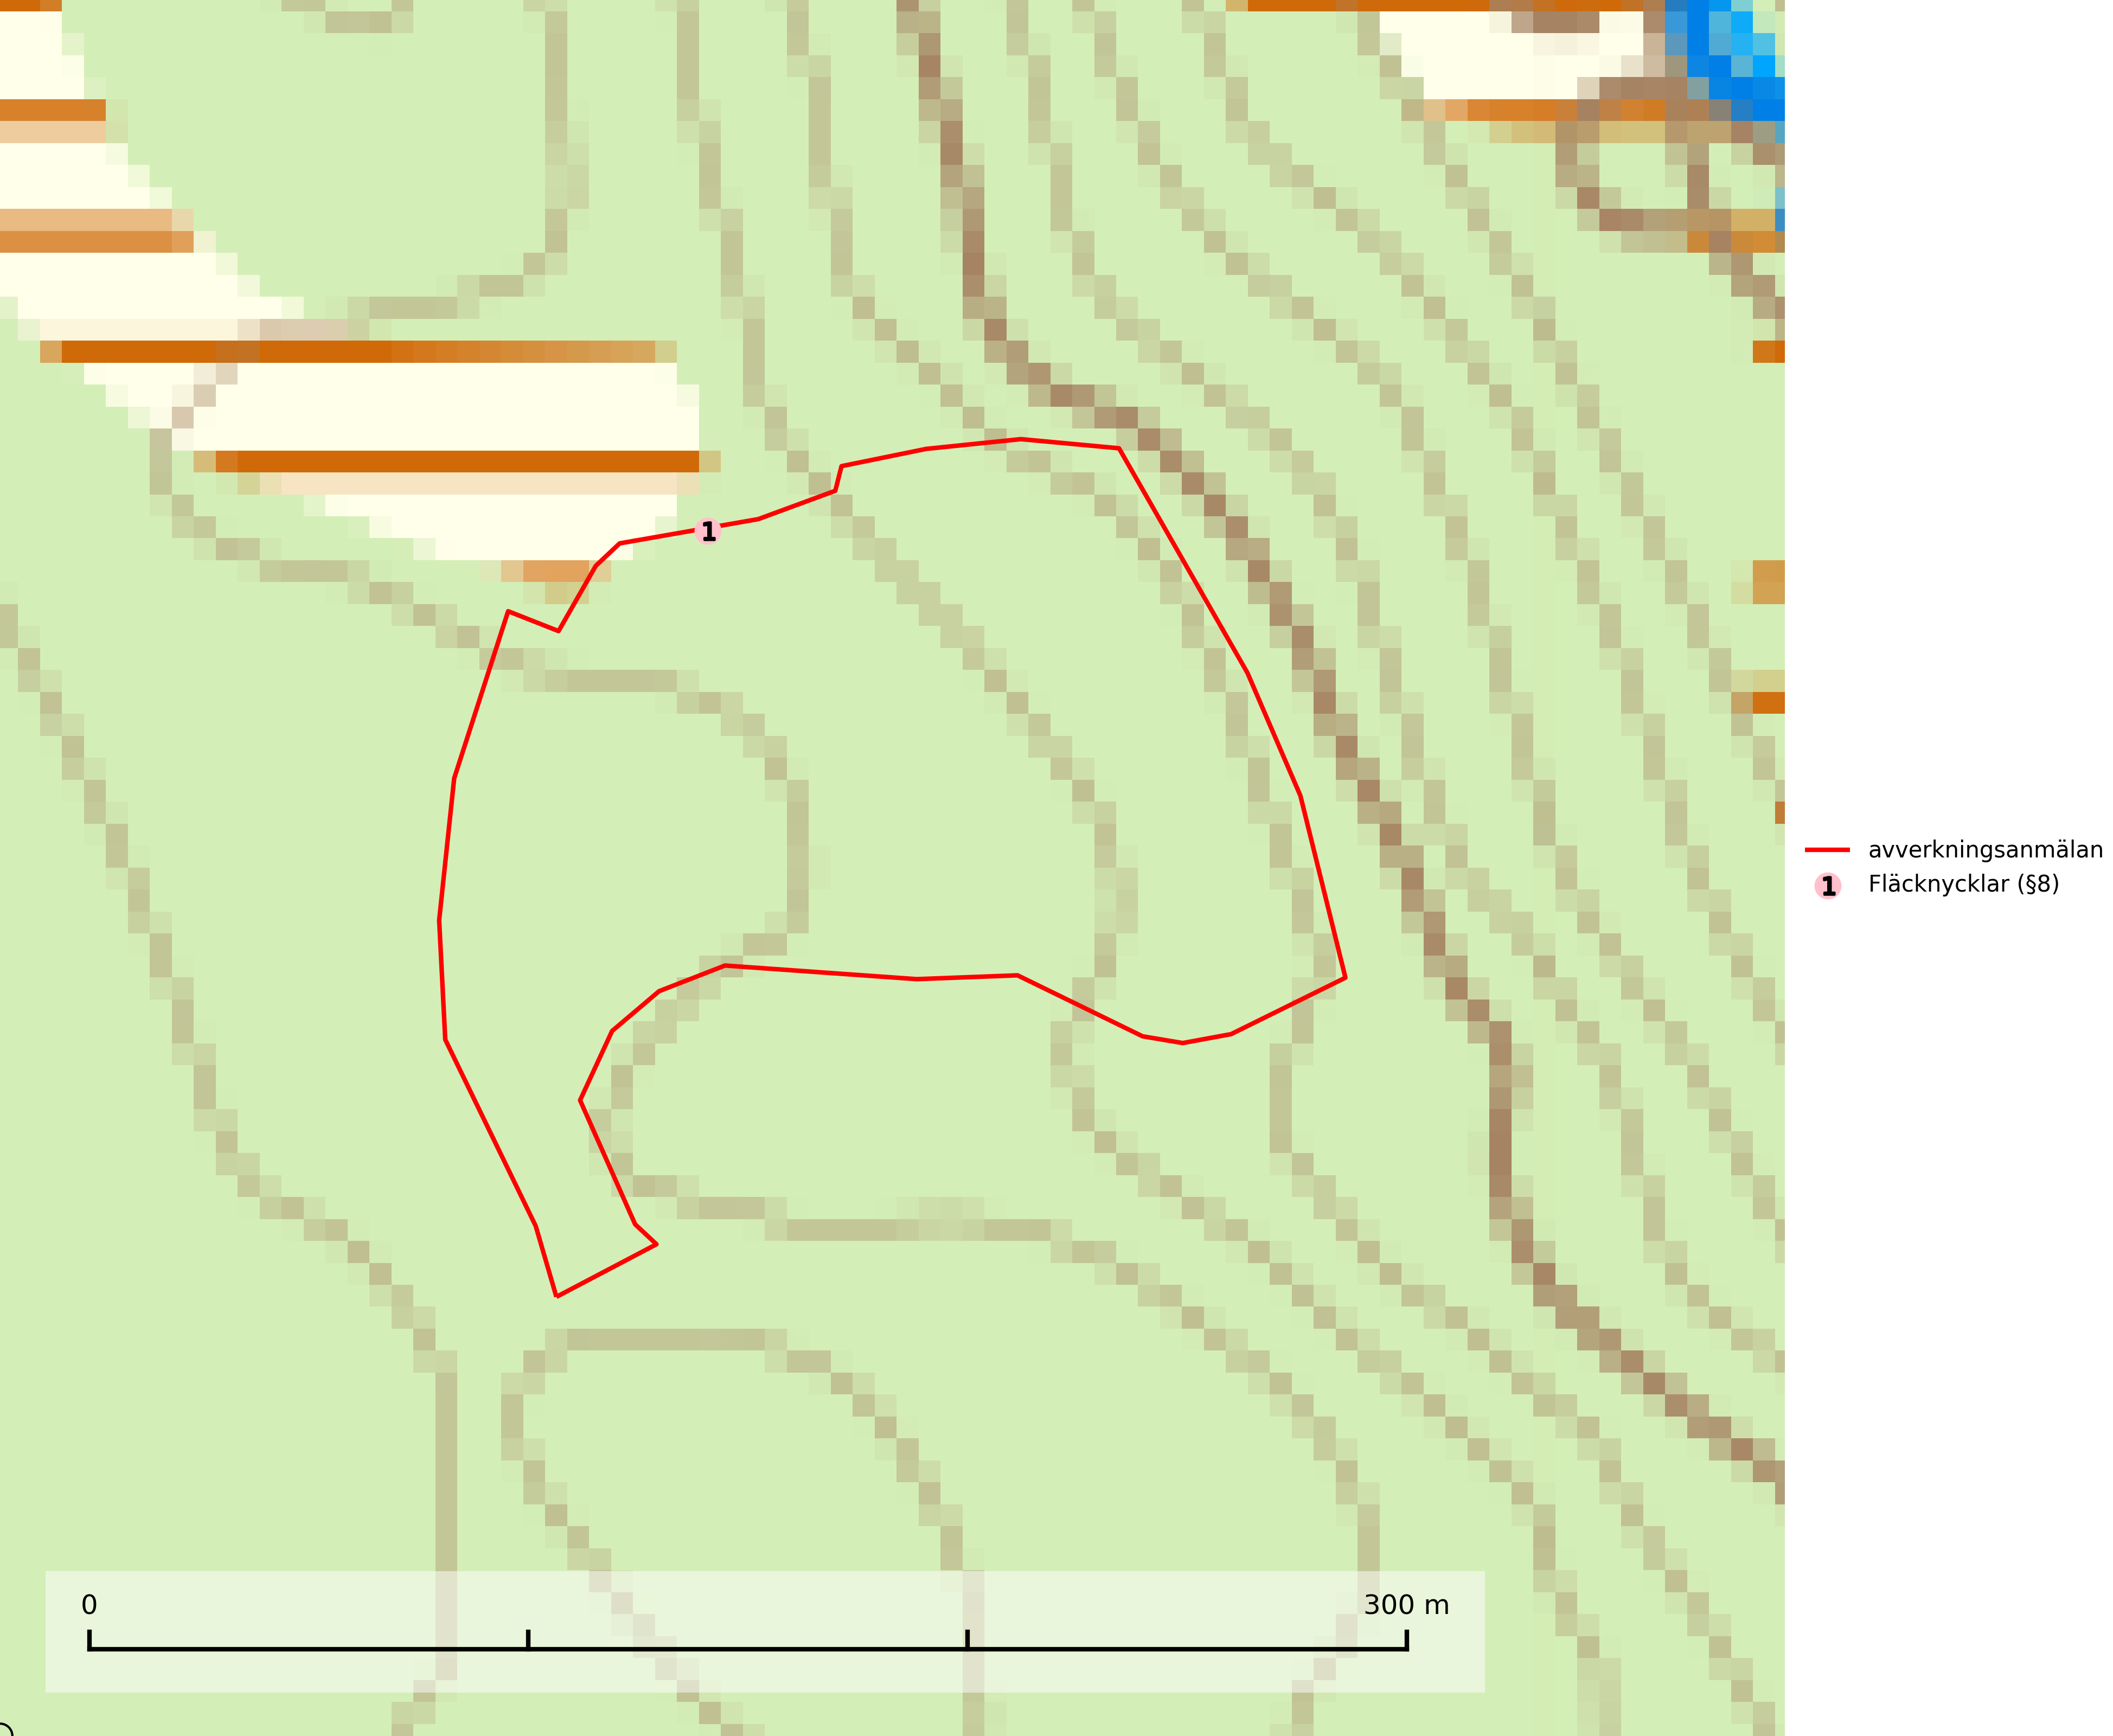 1
avverkningsanmälan
1 Fläcknycklar (§8)
0 300 m